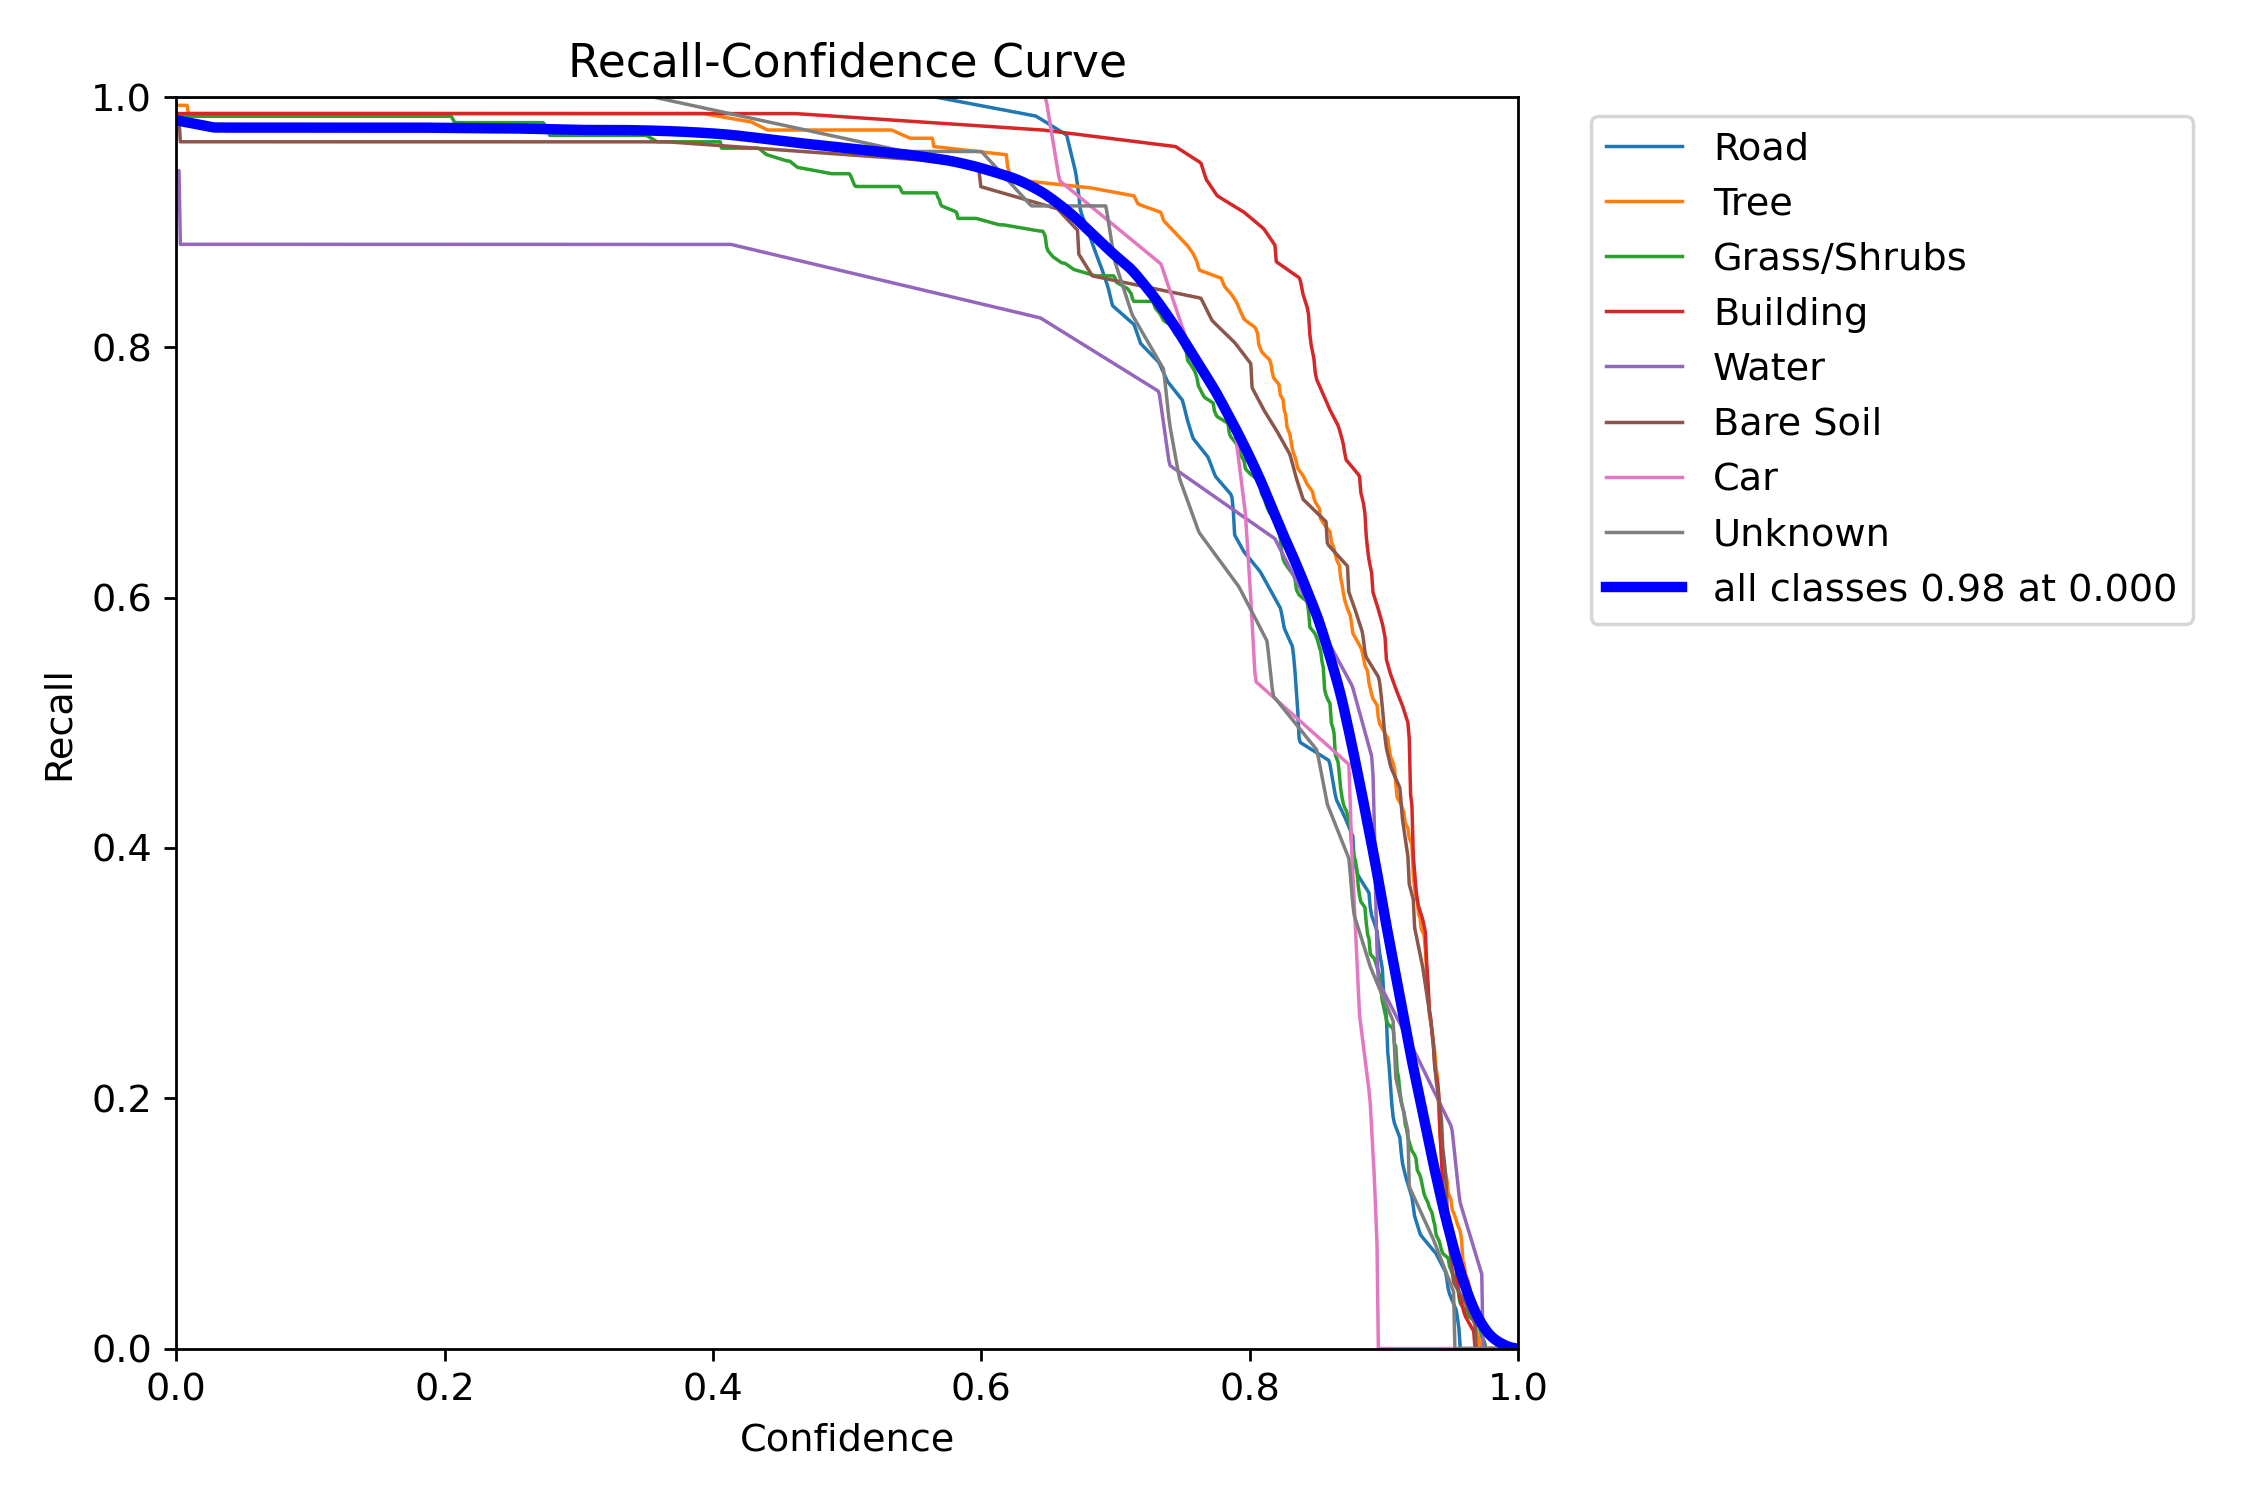 Recall-Confidence Curve
1.0
0.8
0.6
0.4
0.2
0.0
Recall
0.0 0.2 0.4 0.6 0.8 1.0
Confidence
Road
Tree
Grass/Shrubs
Building
Water
Bare Soil
Car
Unknown
all classes 0.98 at 0.000